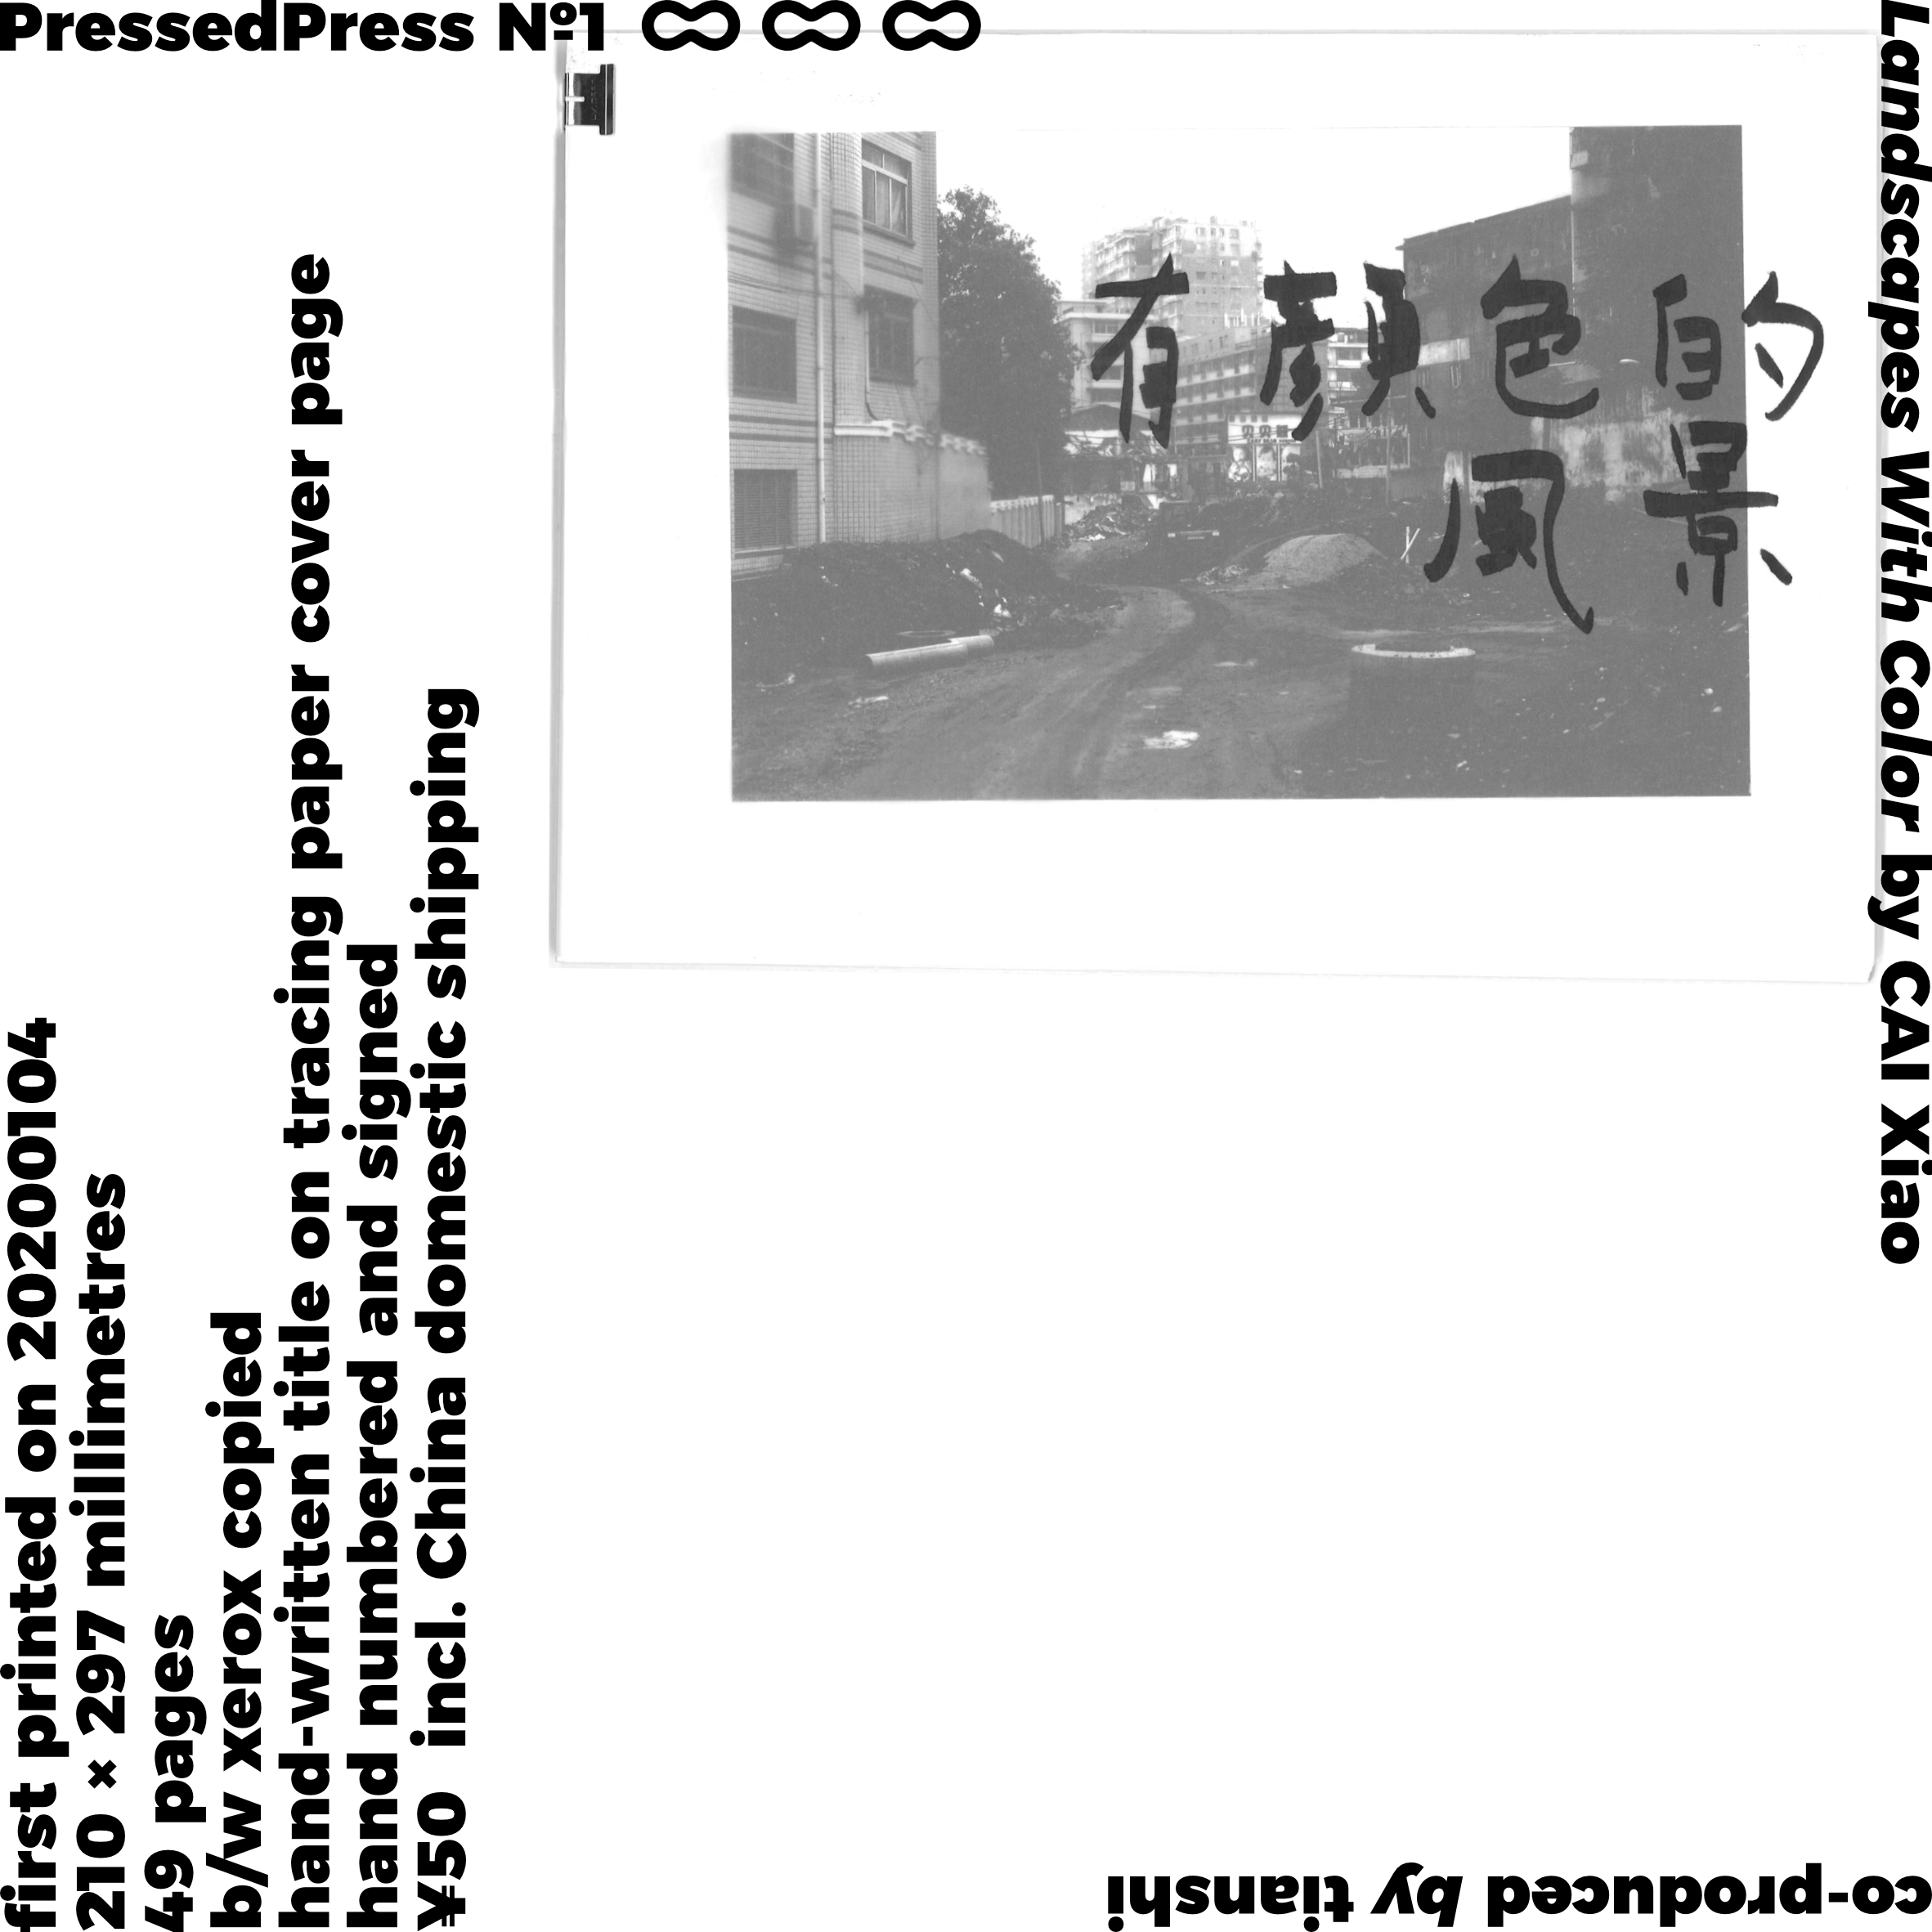 PressedPress Nº1 ∞ ∞ ∞
Landscapes With Color by CAI Xiao
有顏色的
風景
first printed on 20200104
210 × 297 millimetres
49 pages
b/w xerox copied
hand-written title on tracing paper cover page
hand numbered and signed
¥50 incl. China domestic shipping
co-produced by tianshi